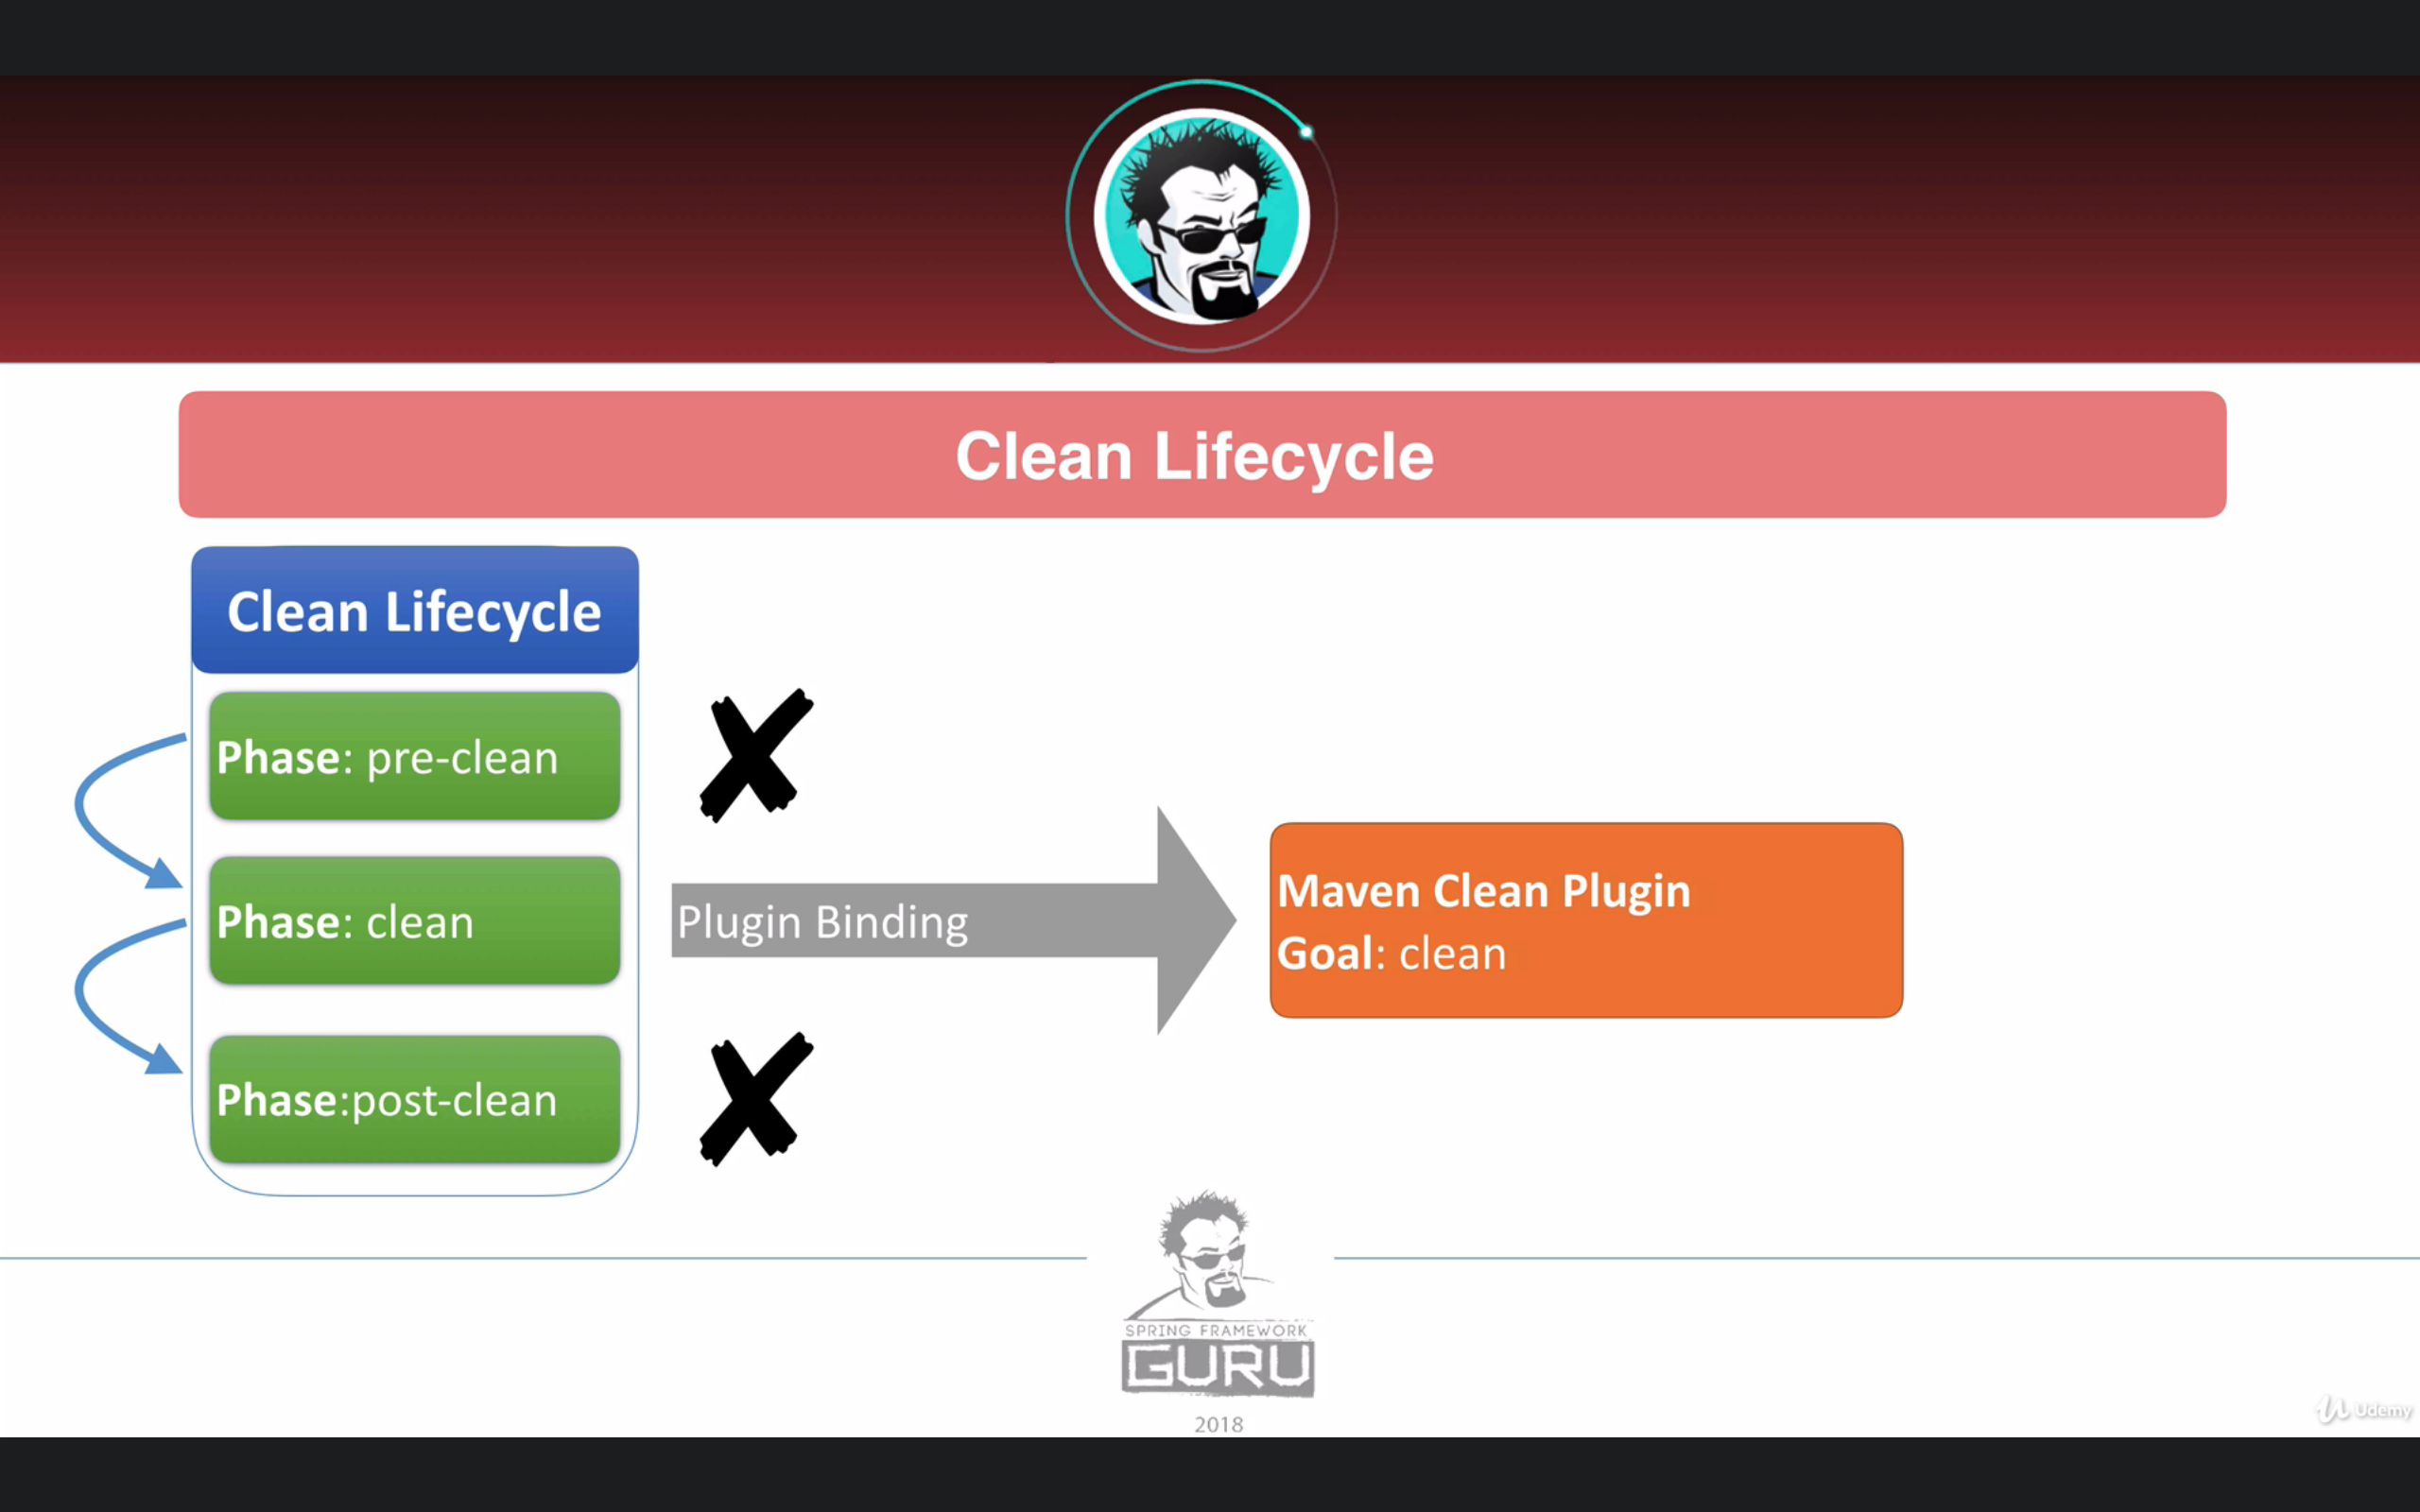 Clean Lifecycle
Clean Lifecycle
Phase: pre-clean
Phase: clean
Plugin Binding
Maven Clean Plugin
Goal: clean
Phase:post-clean
SPRING FRAMEWORK
GURU
2018
Udemy